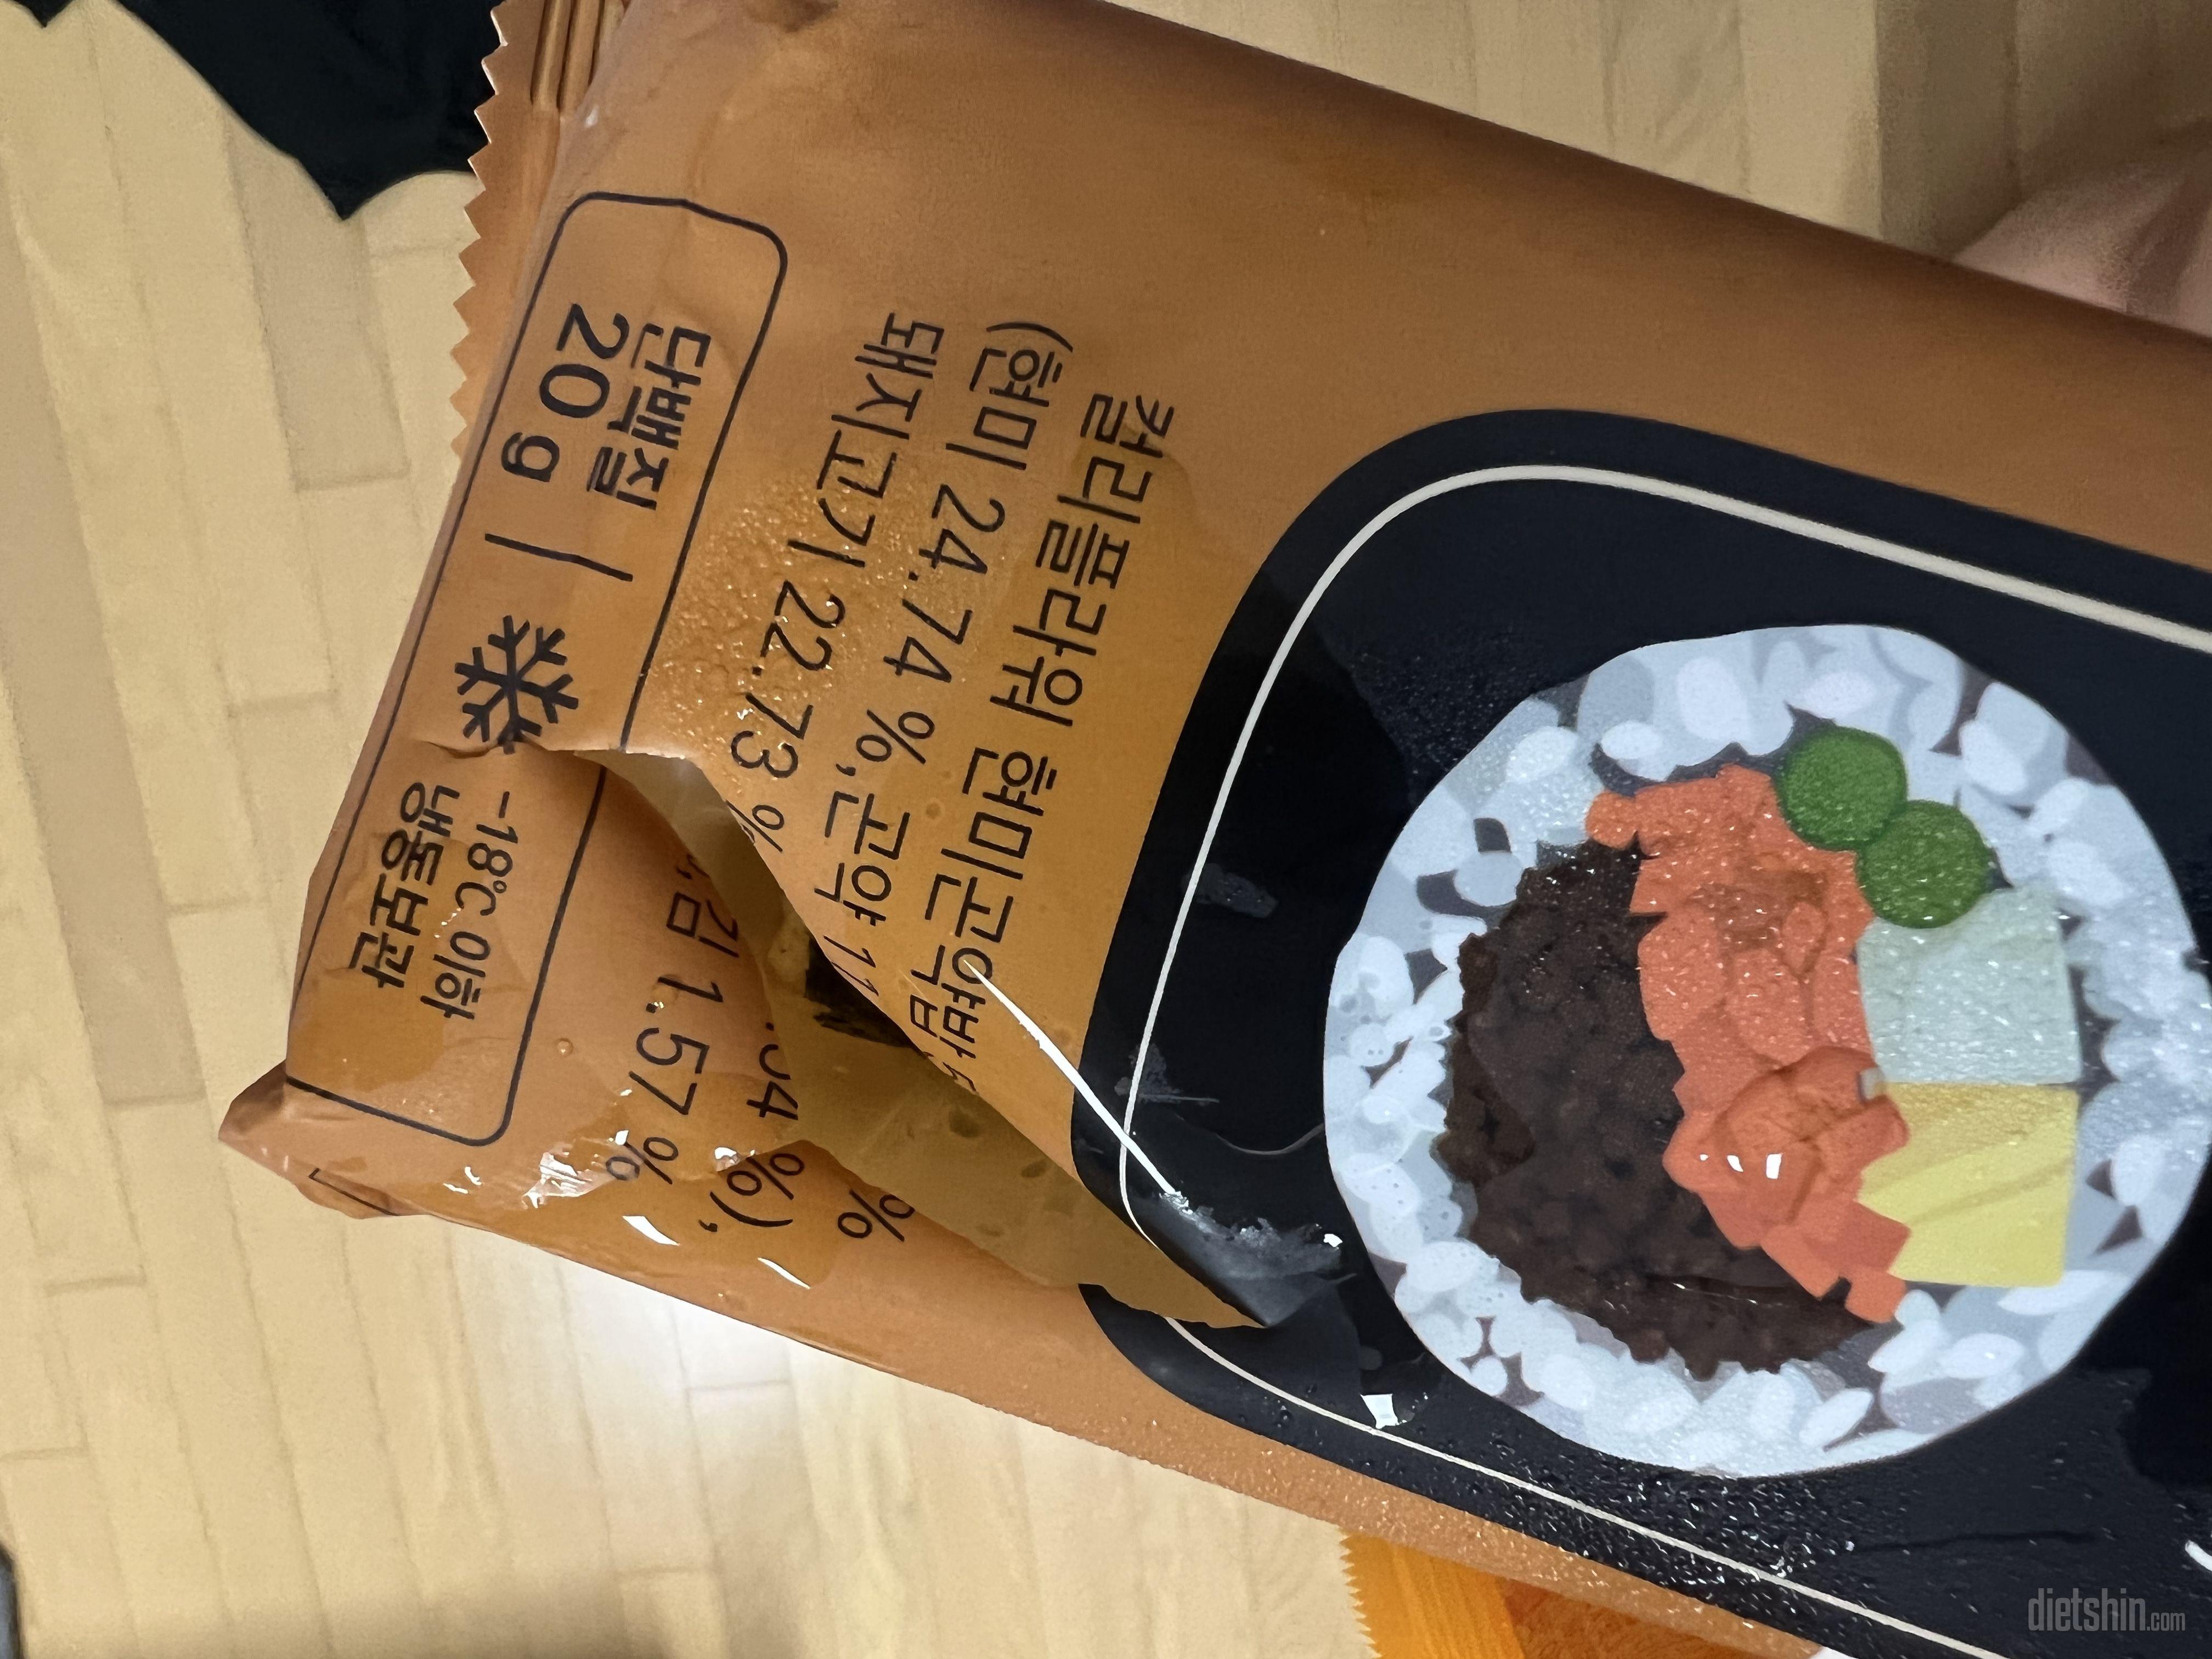 컬리플라워 현미곤약밥
(현미 24.74 %, 곤약 11
%
돼지고기 22.73 %
%
04 %),
김 1.57 %
단백질
20 g
-18℃ 이하
냉동보관
dietshin.com